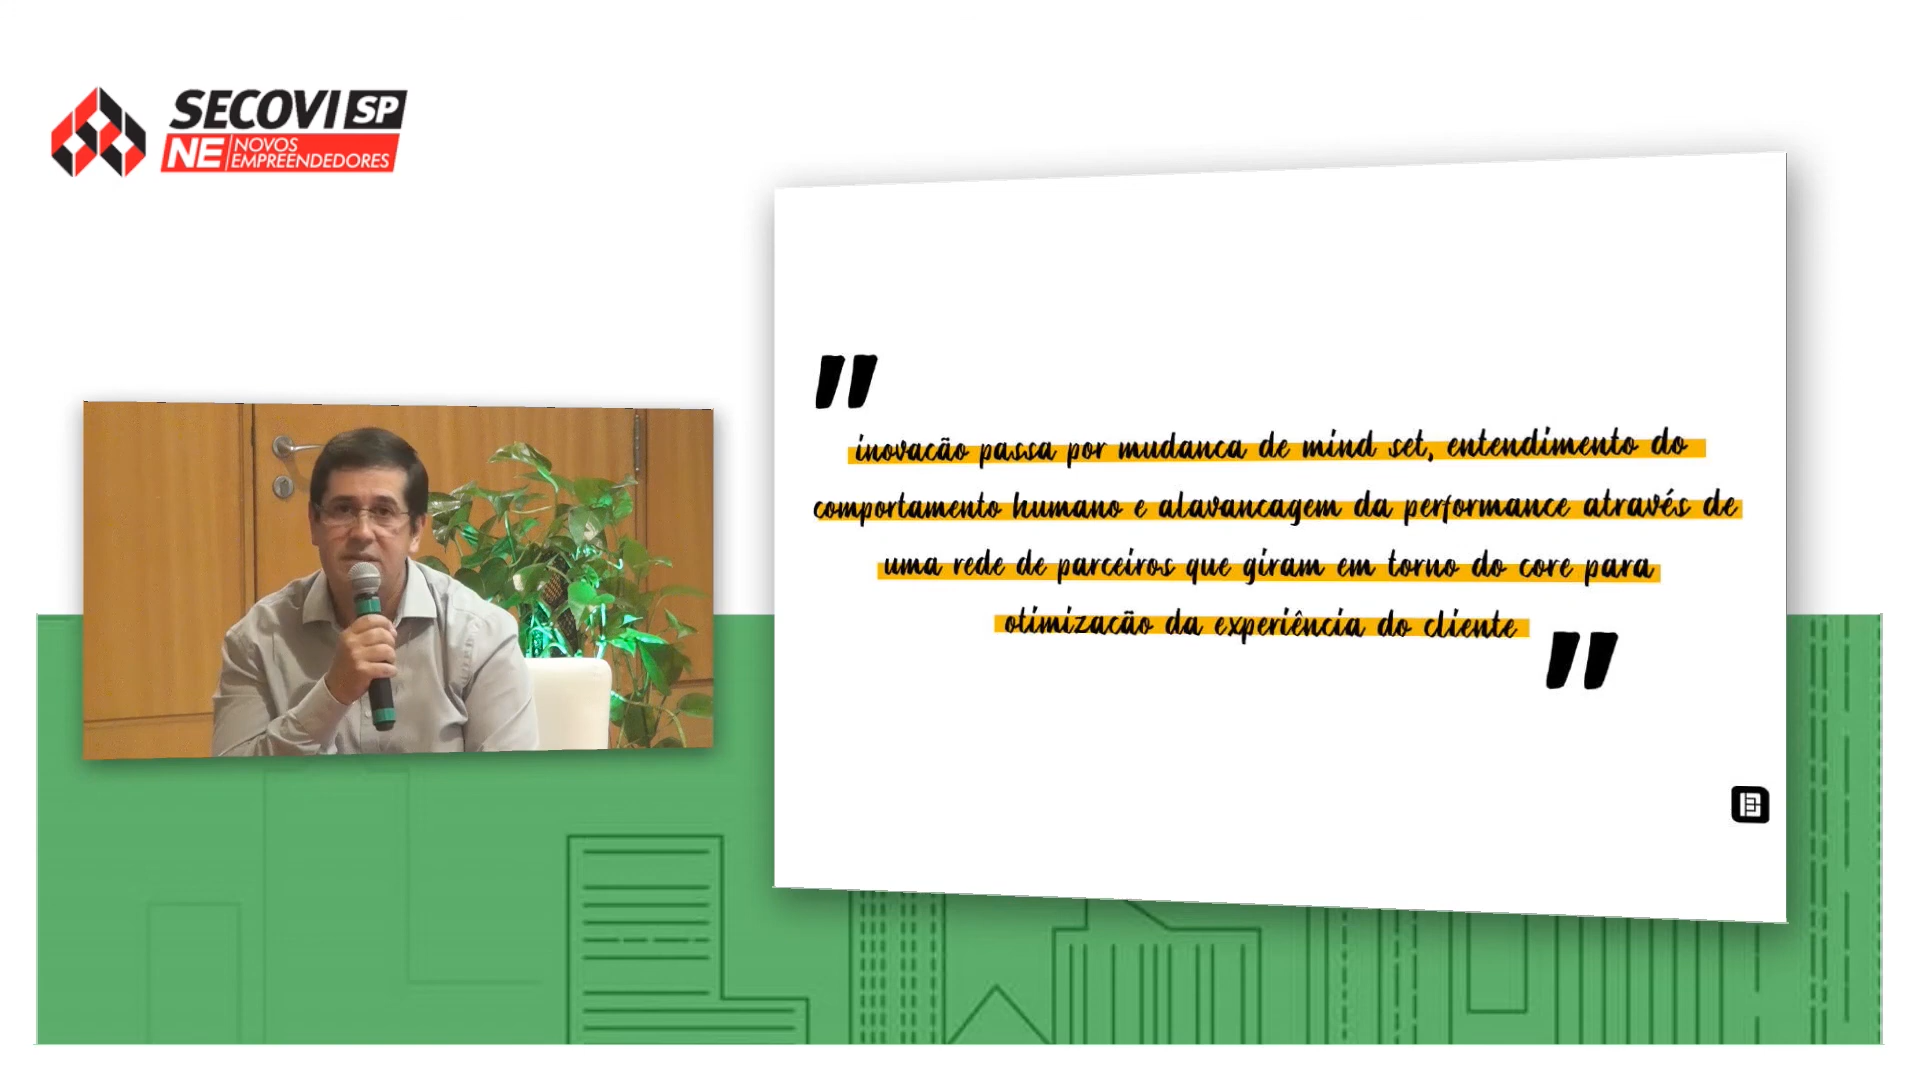 SECOVI SP
NE NOVOS
EMPREENDEDORES
"
inovacão passa por mudanca de mind set, entendimento do
comportamento humano e alavancagem da performance através de
uma rede de parceiros que giram em torno do core para
otimizacão da experiência do cliente
"